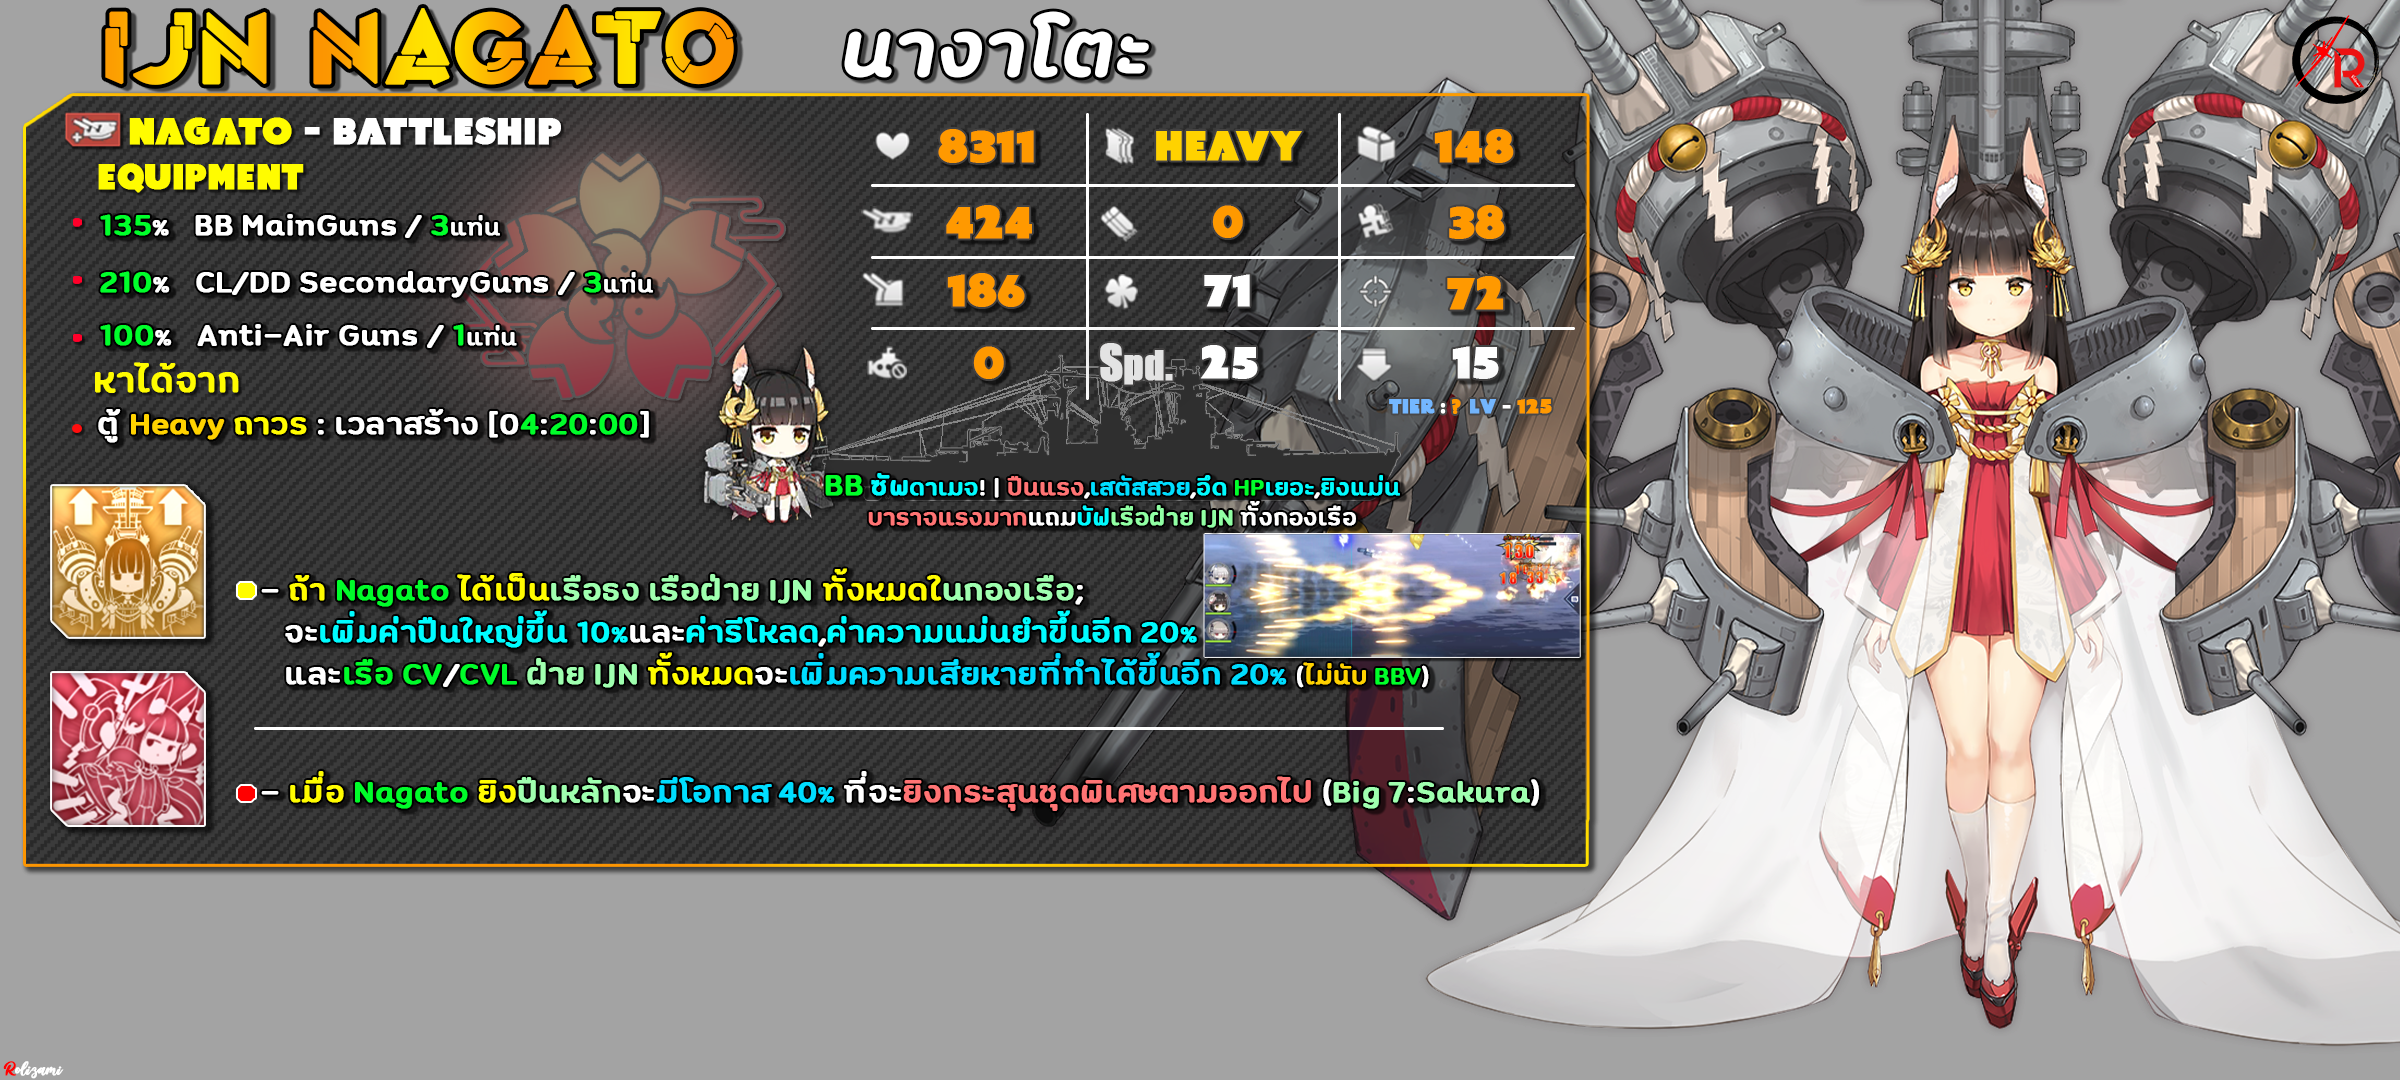 IJN NAGATO นางาโตะ
NAGATO - BATTLESHIP
EQUIPMENT
135% BB MainGuns / 3แท่น
210% CL/DD SecondaryGuns / 3แท่น
100% Anti-Air Guns / 1แท่น
หาได้จาก
ตู้ Heavy ถาวร : เวลาสร้าง [04:20:00]
8311 HEAVY 148
424 0 38
186 71 72
0 Spd. 25 15
TIER : ? LV - 125
BB ซัพดาเมจ! | ปืนแรง,เสตัสสวย,อึด HPเยอะ,ยิงแม่น
บาราจแรงมากแถมบัฟเรือฝ่าย IJN ทั้งกองเรือ
130
- ถ้า Nagato ได้เป็นเรือธง เรือฝ่าย IJN ทั้งหมดในกองเรือ;
จะเพิ่มค่าปืนใหญ่ขึ้น 10%และค่ารีโหลด,ค่าความแม่นยำขึ้นอีก 20%
และเรือ CV/CVL ฝ่าย IJN ทั้งหมดจะเพิ่มความเสียหายที่ทำได้ขึ้นอีก 20% (ไม่นับ BBV)
- เมื่อ Nagato ยิงปืนหลักจะมีโอกาส 40% ที่จะยิงกระสุนชุดพิเศษตามออกไป (Big 7:Sakura)
R
Rolizami